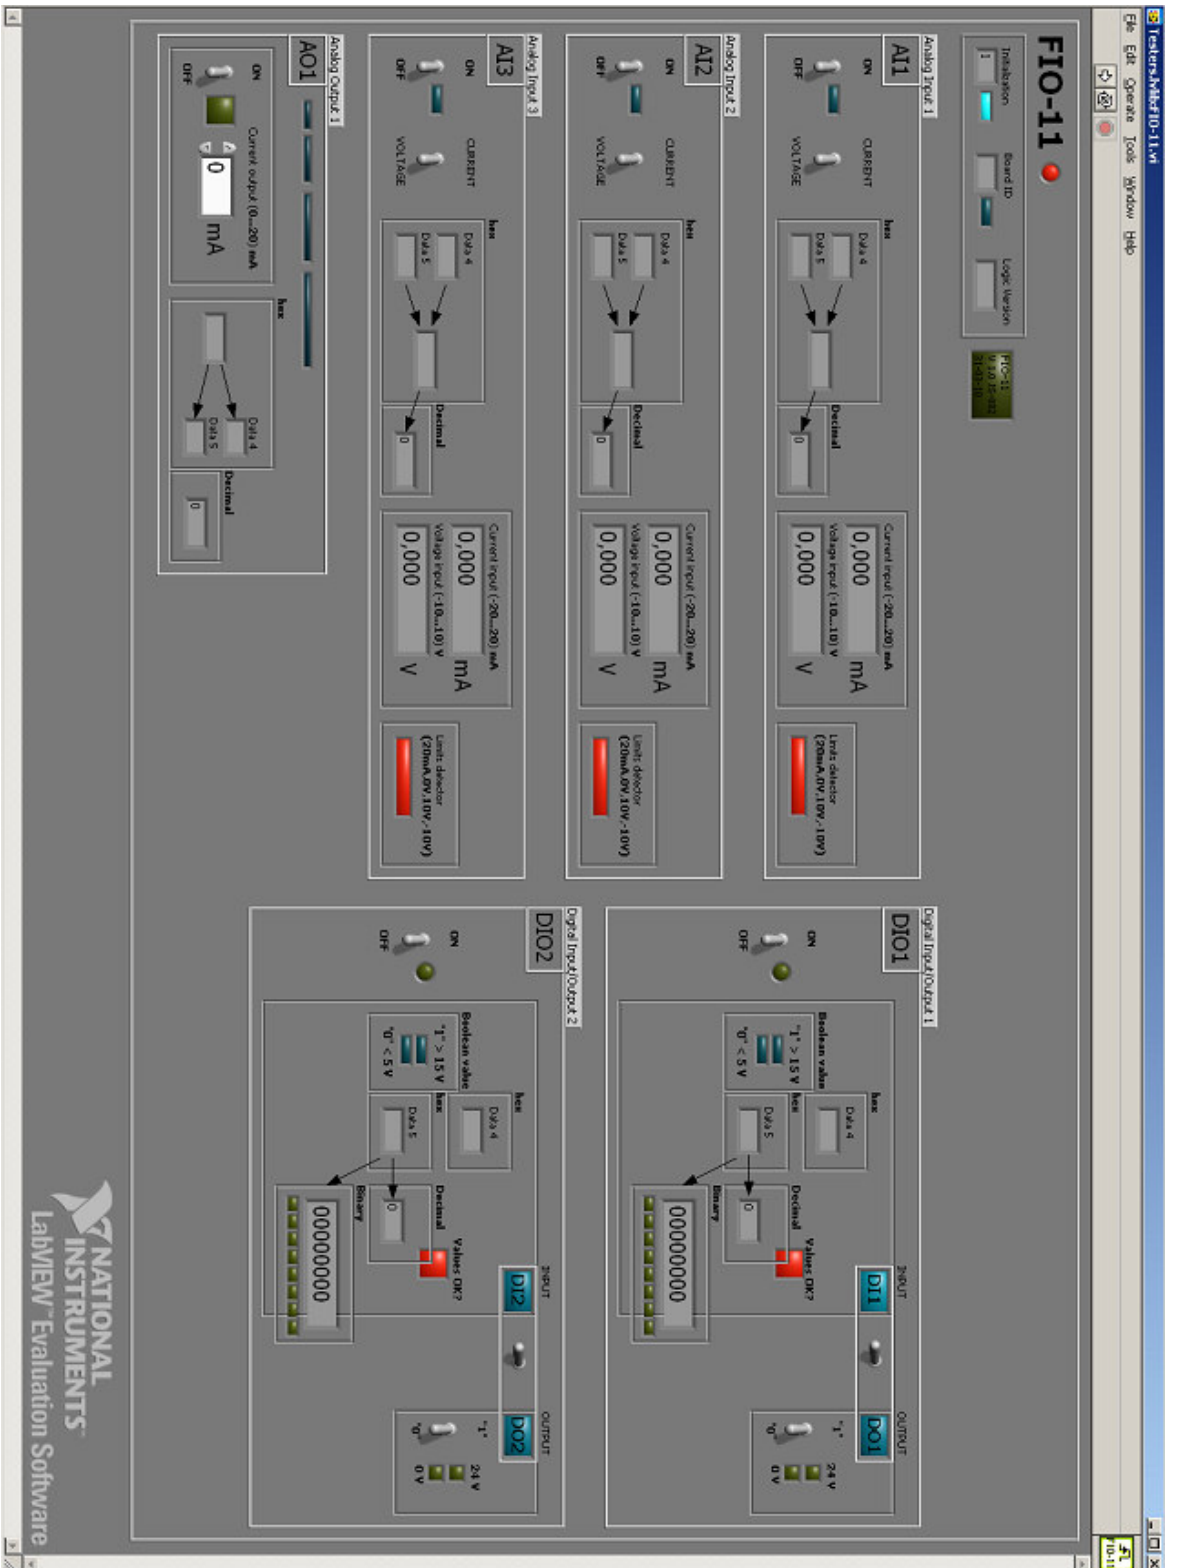 Testers.lvlib:FIO-11.vi
File Edit Operate Tools Window Help
FIO-11
FIO-11
Initialization
1
Board ID
Logic Version
FIO-11
Analog Input 1
AI1
ON
OFF
CURRENT
VOLTAGE
hex
Data 4
Data 5
Decimal
0
Current input (-20...20) mA
0,000 mA
Voltage input (-10...10) V
0,000 V
Limits detector
(20mA,0V,10V,-10V)
Analog Input 2
AI2
ON
OFF
CURRENT
VOLTAGE
hex
Data 4
Data 5
Decimal
0
Current input (-20...20) mA
0,000 mA
Voltage input (-10...10) V
0,000 V
Limits detector
(20mA,0V,10V,-10V)
Analog Input 3
AI3
ON
OFF
CURRENT
VOLTAGE
hex
Data 4
Data 5
Decimal
0
Current input (-20...20) mA
0,000 mA
Voltage input (-10...10) V
0,000 V
Limits detector
(20mA,0V,10V,-10V)
Analog Output 1
AO1
ON
OFF
Current output (0...20) mA
0 mA
hex
Data 4
Data 5
Decimal
0
Digital Input/Output 1
DIO1
ON
OFF
INPUT
DI1
OUTPUT
DO1
hex
Data 4
Boolean value
"1" > 15 V
"0" < 5 V
hex
Data 5
Decimal
0
Values OK?
Binary
00000000
"1"
"0"
24 V
0 V
Digital Input/Output 2
DIO2
ON
OFF
INPUT
DI2
OUTPUT
DO2
hex
Data 4
Boolean value
"1" > 15 V
"0" < 5 V
hex
Data 5
Decimal
0
Values OK?
Binary
00000000
"1"
"0"
24 V
0 V
NATIONAL
INSTRUMENTS™
LabVIEW™ Evaluation Software